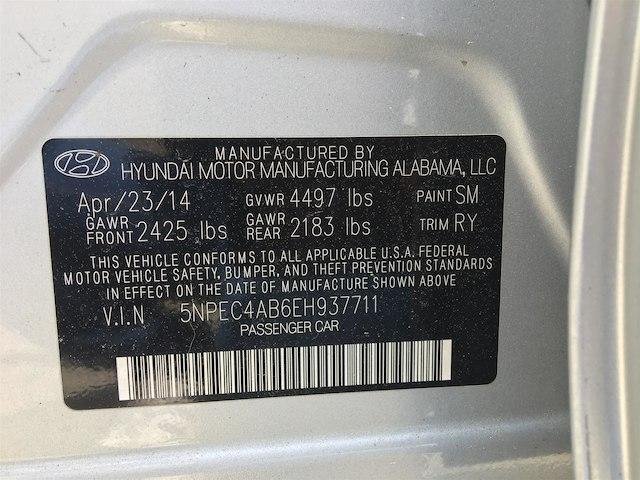 MANUFACTURED BY
HYUNDAI MOTOR MANUFACTURING ALABAMA, LLC
Apr/23/14 GVWR 4497 lbs PAINT SM
GAWR FRONT 2425 lbs GAWR REAR 2183 lbs TRIM RY
THIS VEHICLE CONFORMS TO ALL APPLICABLE U.S.A. FEDERAL
MOTOR VEHICLE SAFETY, BUMPER, AND THEFT PREVENTION STANDARDS
IN EFFECT ON THE DATE OF MANUFACTURE SHOWN ABOVE
V.I.N 5NPEC4AB6EH937711
PASSENGER CAR